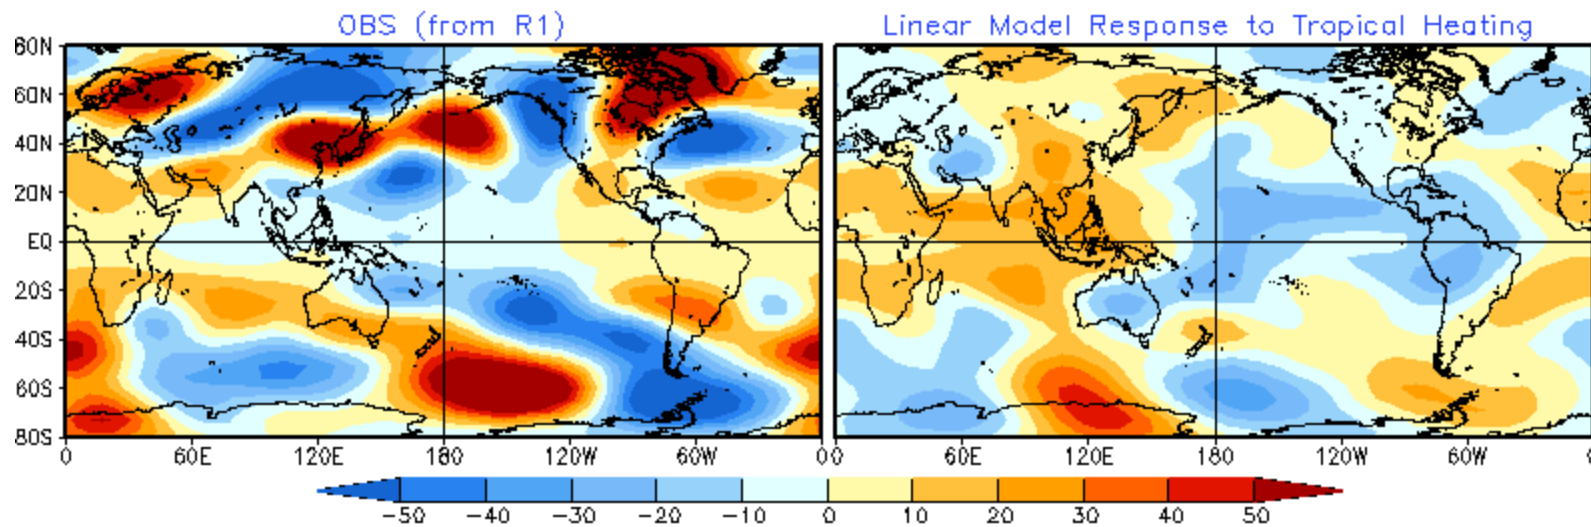 OBS (from R1)
Linear Model Response to Tropical Heating
80N
60N
40N
20N
EQ
20S
40S
60S
80S
0 60E 120E 180 120W 60W 0
0 60E 120E 180 120W 60W 0
-50 -40 -30 -20 -10 0 10 20 30 40 50